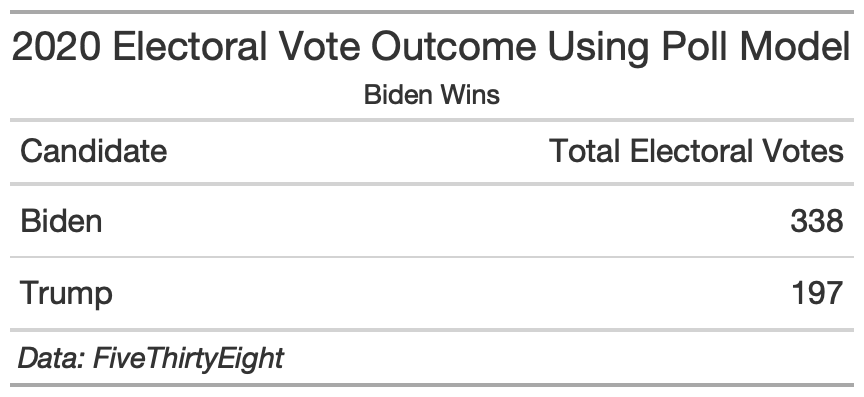 2020 Electoral Vote Outcome Using Poll Model
Biden Wins
Candidate Total Electoral Votes
Biden 338
Trump 197
Data: FiveThirtyEight